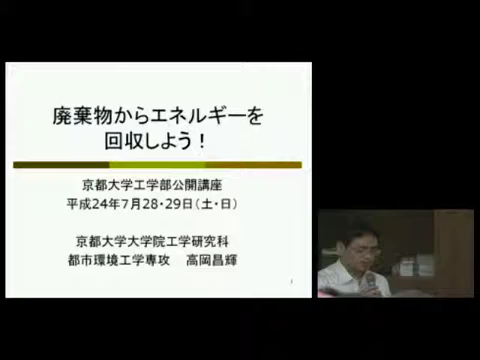 廃棄物からエネルギーを
回収しよう！
京都大学工学部公開講座
平成24年7月28・29日(土・日)
京都大学大学院工学研究科
都市環境工学専攻　高岡昌輝
1